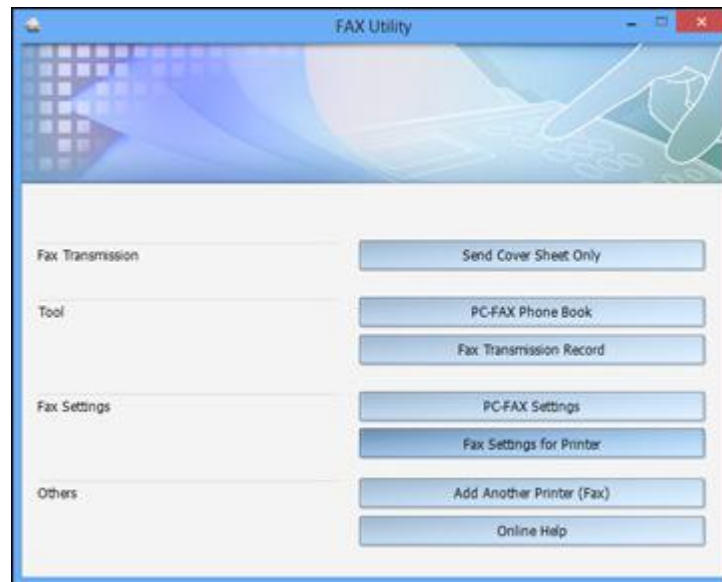 FAX Utility
Fax Transmission
Send Cover Sheet Only
Tool
PC-FAX Phone Book
Fax Transmission Record
Fax Settings
PC-FAX Settings
Fax Settings for Printer
Others
Add Another Printer (Fax)
Online Help